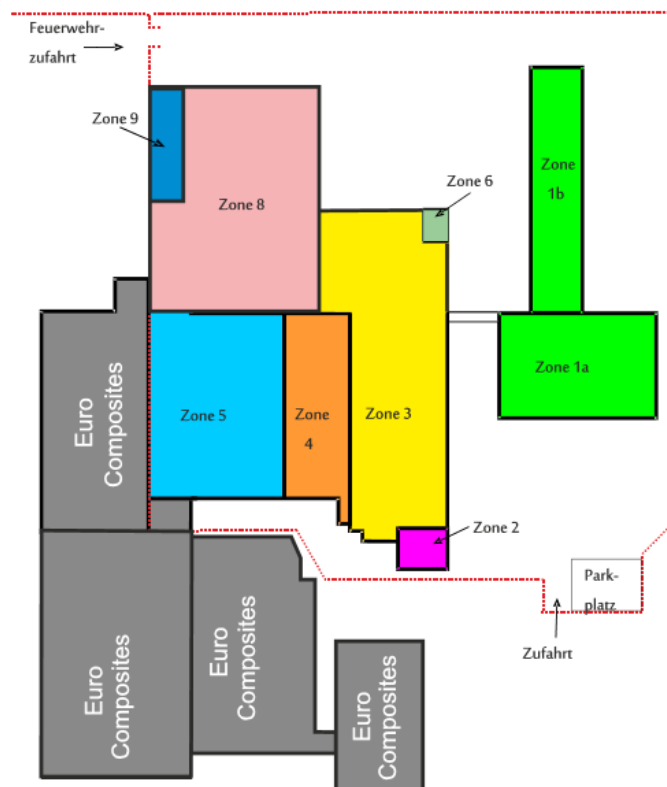 Feuerwehr-
zufahrt
Zone 9
Zone 8
Zone 6
Zone
1b
Zone 1a
Zone 5
Zone
4
Zone 3
Euro
Composites
Zone 2
Park-
platz
Zufahrt
Euro
Composites
Euro
Composites
Euro
Composites